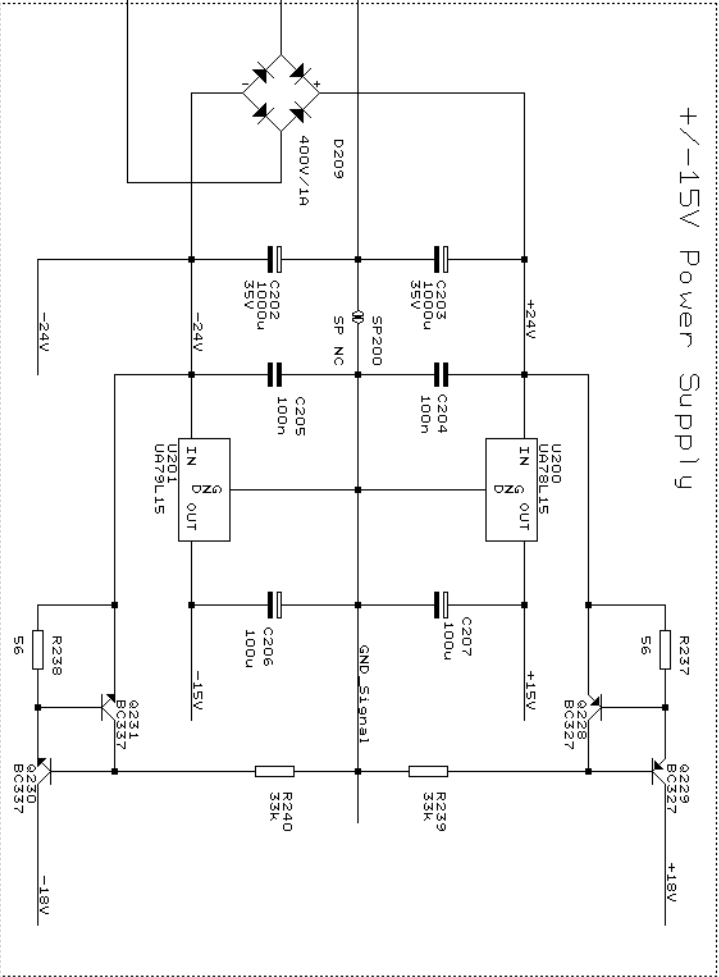 +/-15V Power Supply
-
+
D209
400V/1A
C203
1000u
35V
C202
1000u
35V
+24V
SP200
SP NC
-24V
-24V
C204
100n
C205
100n
U200
UA78L15
IN
GN
D
OUT
U201
UA79L15
IN
GN
D
OUT
C207
100u
C206
100u
+15V
GND_Signal
-15V
R237
56
R238
56
Q228
BC327
Q231
BC337
Q229
BC327
Q230
BC337
R239
33k
R240
33k
+18V
-18V